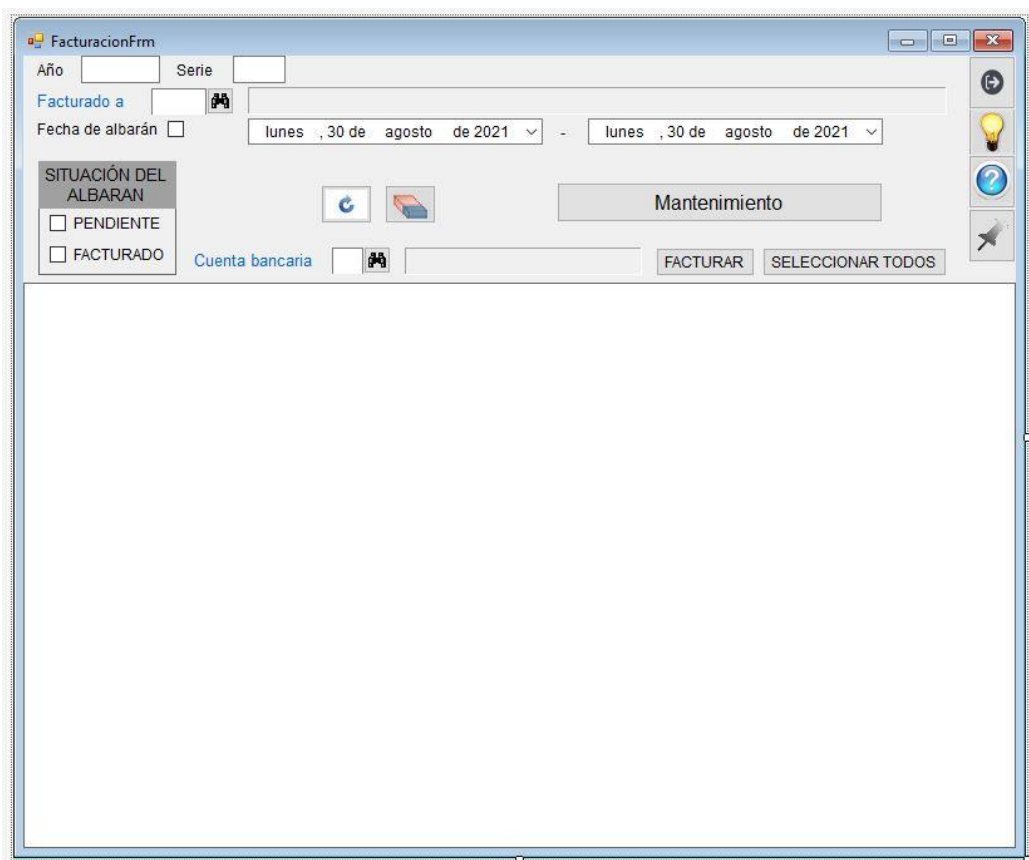 FacturacionFrm
Año Serie
Facturado a
Fecha de albarán lunes , 30 de agosto de 2021 - lunes , 30 de agosto de 2021
SITUACIÓN DEL
ALBARAN
Mantenimiento
PENDIENTE
FACTURADO
Cuenta bancaria FACTURAR SELECCIONAR TODOS